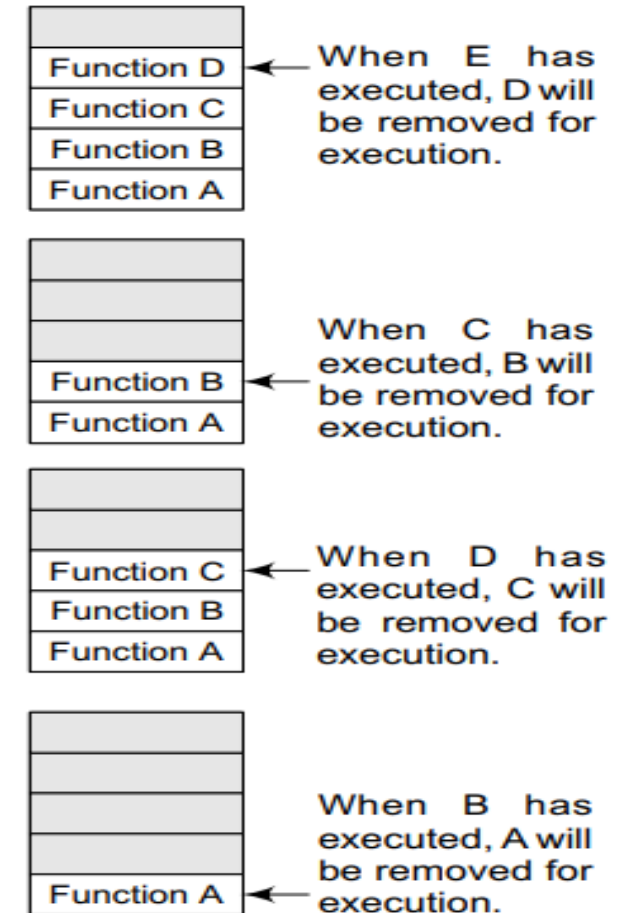 Function D
Function C
Function B
Function A
When E has
executed, D will
be removed for
execution.
Function B
Function A
When C has
executed, B will
be removed for
execution.
Function C
Function B
Function A
When D has
executed, C will
be removed for
execution.
Function A
When B has
executed, A will
be removed for
execution.